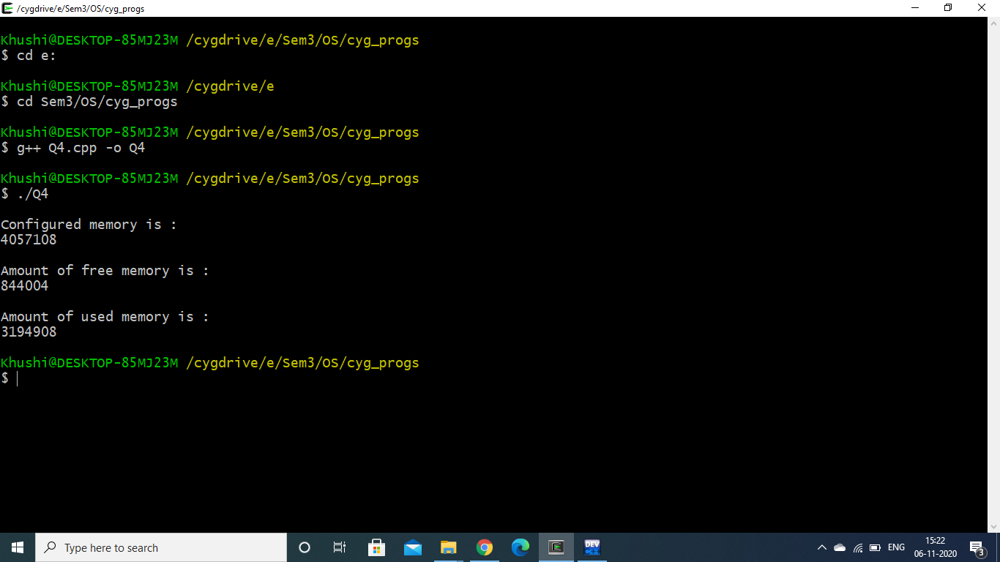 /cygdrive/e/Sem3/OS/cyg_progs
Khushi@DESKTOP-85MJ23M /cygdrive/e/Sem3/OS/cyg_progs
$ cd e:
Khushi@DESKTOP-85MJ23M /cygdrive/e
$ cd Sem3/OS/cyg_progs
Khushi@DESKTOP-85MJ23M /cygdrive/e/Sem3/OS/cyg_progs
$ g++ Q4.cpp -o Q4
Khushi@DESKTOP-85MJ23M /cygdrive/e/Sem3/OS/cyg_progs
$ ./Q4
Configured memory is :
4057108
Amount of free memory is :
844004
Amount of used memory is :
3194908
Khushi@DESKTOP-85MJ23M /cygdrive/e/Sem3/OS/cyg_progs
$
Type here to search
DEV
C++
ENG
15:22
06-11-2020
3